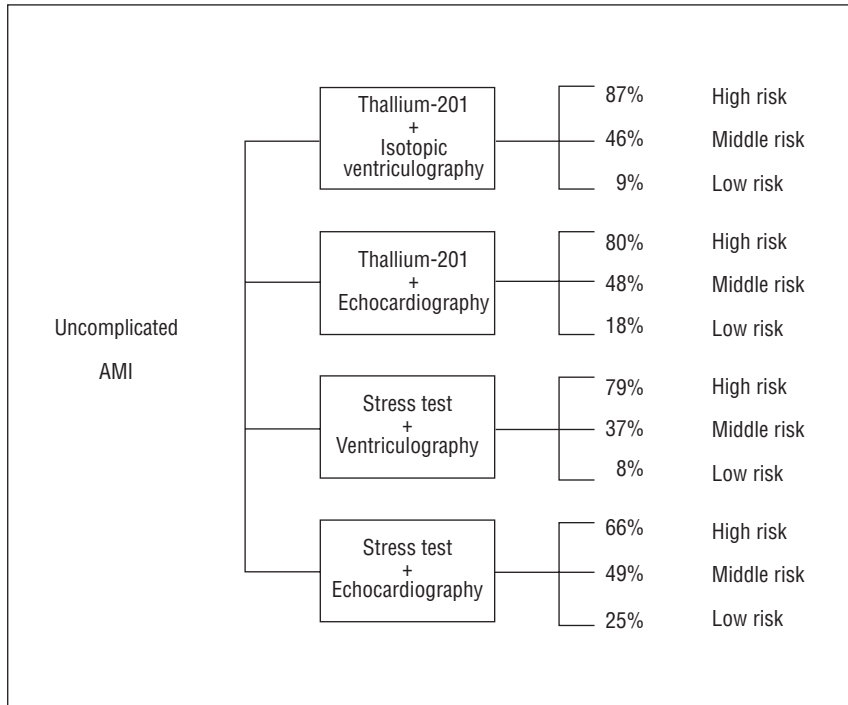 Uncomplicated
AMI
Thallium-201
+
Isotopic
ventriculography
87% High risk
46% Middle risk
9% Low risk
Thallium-201
+
Echocardiography
80% High risk
48% Middle risk
18% Low risk
Stress test
+
Ventriculography
79% High risk
37% Middle risk
8% Low risk
Stress test
+
Echocardiography
66% High risk
49% Middle risk
25% Low risk